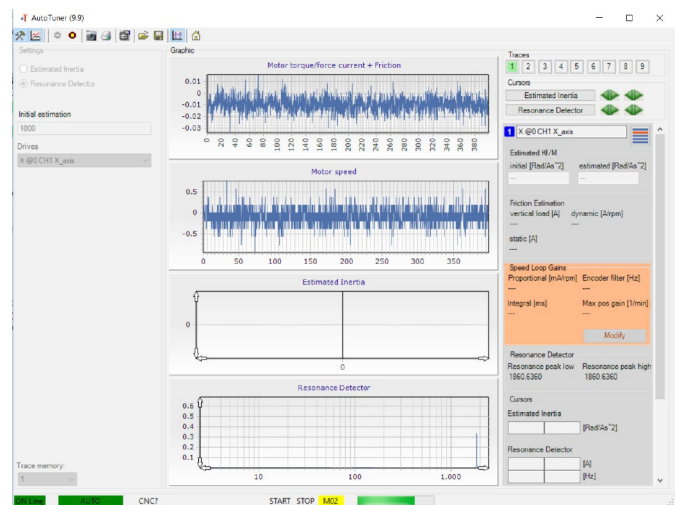 AutoTuner (9.9)
Settings
Estimated Inertia
Resonance Detector
Initial estimation
1000
Drives
X @0 CH1 X_axis
Trace memory:
1
Graphic
Motor torque/force current + Friction
0.01
0
-0.01
-0.02
-0.03
0 20 40 60 80 100 120 140 160 180 200 220 240 260 280 300 320 340 360 380
Motor speed
0.5
0
-0.5
0 50 100 150 200 250 300 350
Estimated Inertia
0
0
Resonance Detector
0.6
0.5
0.4
0.3
0.2
0.1
10 100 1.000
Traces
1 2 3 4 5 6 7 8 9
Cursors
Estimated Inertia
Resonance Detector
1 X @0 CH1 X_axis
Estimated Kf/M
initial [Rad/As^2] estimated [Rad/As^2]
-- --
Friction Estimation
vertical load [A] dynamic [A/rpm]
--- ---
static [A]
---
Speed Loop Gains
Proportional [mA/rpm] Encoder filter [Hz]
--- ---
Integral [ms] Max pos gain [1/min]
--- ---
Modify
Resonance Detector
Resonance peak low Resonance peak high
1860.6360 1860.6360
Cursors
Estimated Inertia
[Rad/As^2]
Resonance Detector
[A]
[Hz]
ON Line AUTO CNC? START STOP M02